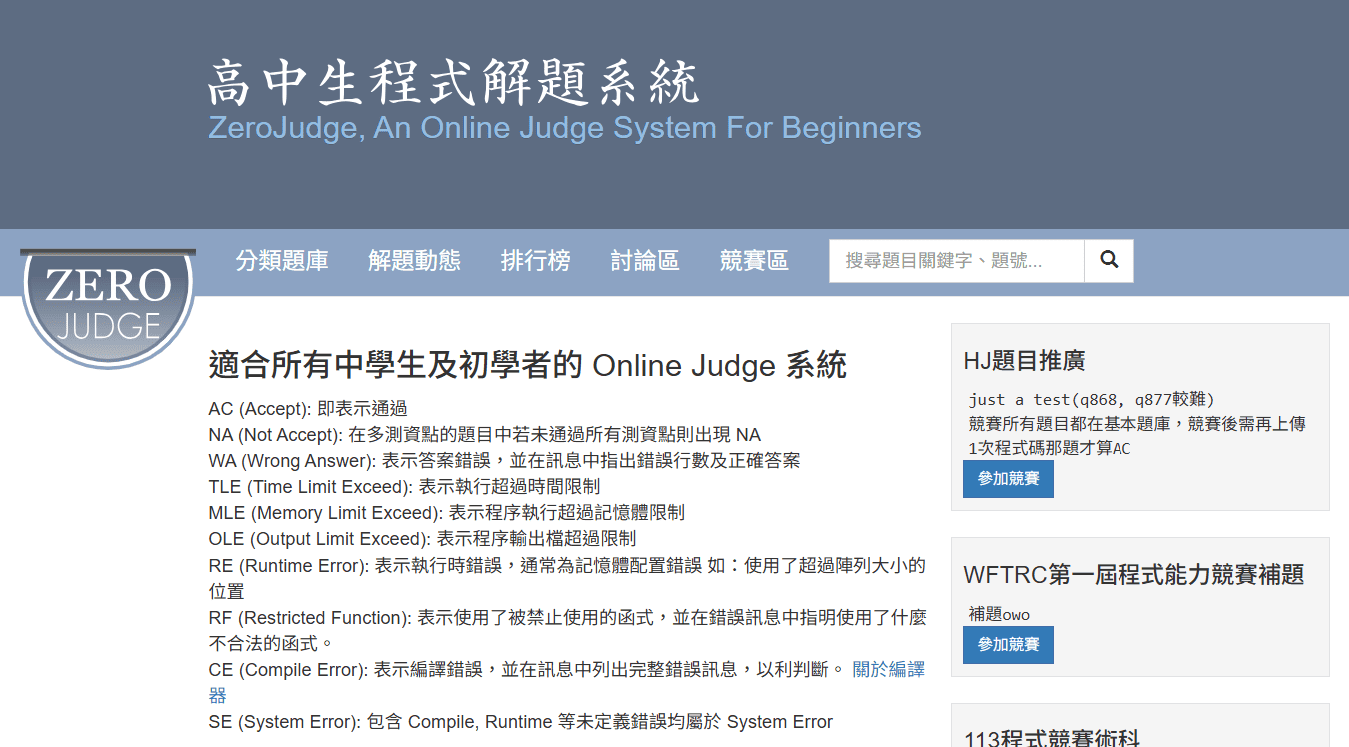 高中生程式解題系統
ZeroJudge, An Online Judge System For Beginners
ZERO
JUDGE
分類題庫 解題動態 排行榜 討論區 競賽區 搜尋題目關鍵字、題號...
適合所有中學生及初學者的 Online Judge 系統
AC (Accept): 即表示通過
NA (Not Accept): 在多測資點的題目中若未通過所有測資點則出現 NA
WA (Wrong Answer): 表示答案錯誤，並在訊息中指出錯誤行數及正確答案
TLE (Time Limit Exceed): 表示執行超過時間限制
MLE (Memory Limit Exceed): 表示程序執行超過記憶體限制
OLE (Output Limit Exceed): 表示程序輸出檔超過限制
RE (Runtime Error): 表示執行時錯誤，通常為記憶體配置錯誤 如：使用了超過陣列大小的
位置
RF (Restricted Function): 表示使用了被禁止使用的函式，並在錯誤訊息中指明使用了什麼
不合法的函式。
CE (Compile Error): 表示編譯錯誤，並在訊息中列出完整錯誤訊息，以利判斷。 關於編譯
器
SE (System Error): 包含 Compile, Runtime 等未定義錯誤均屬於 System Error
HJ題目推廣
just a test(q868, q877較難)
競賽所有題目都在基本題庫，競賽後需再上傳
1次程式碼那題才算AC
參加競賽
WFTRC第一屆程式能力競賽補題
補題owo
參加競賽
113程式競賽術科